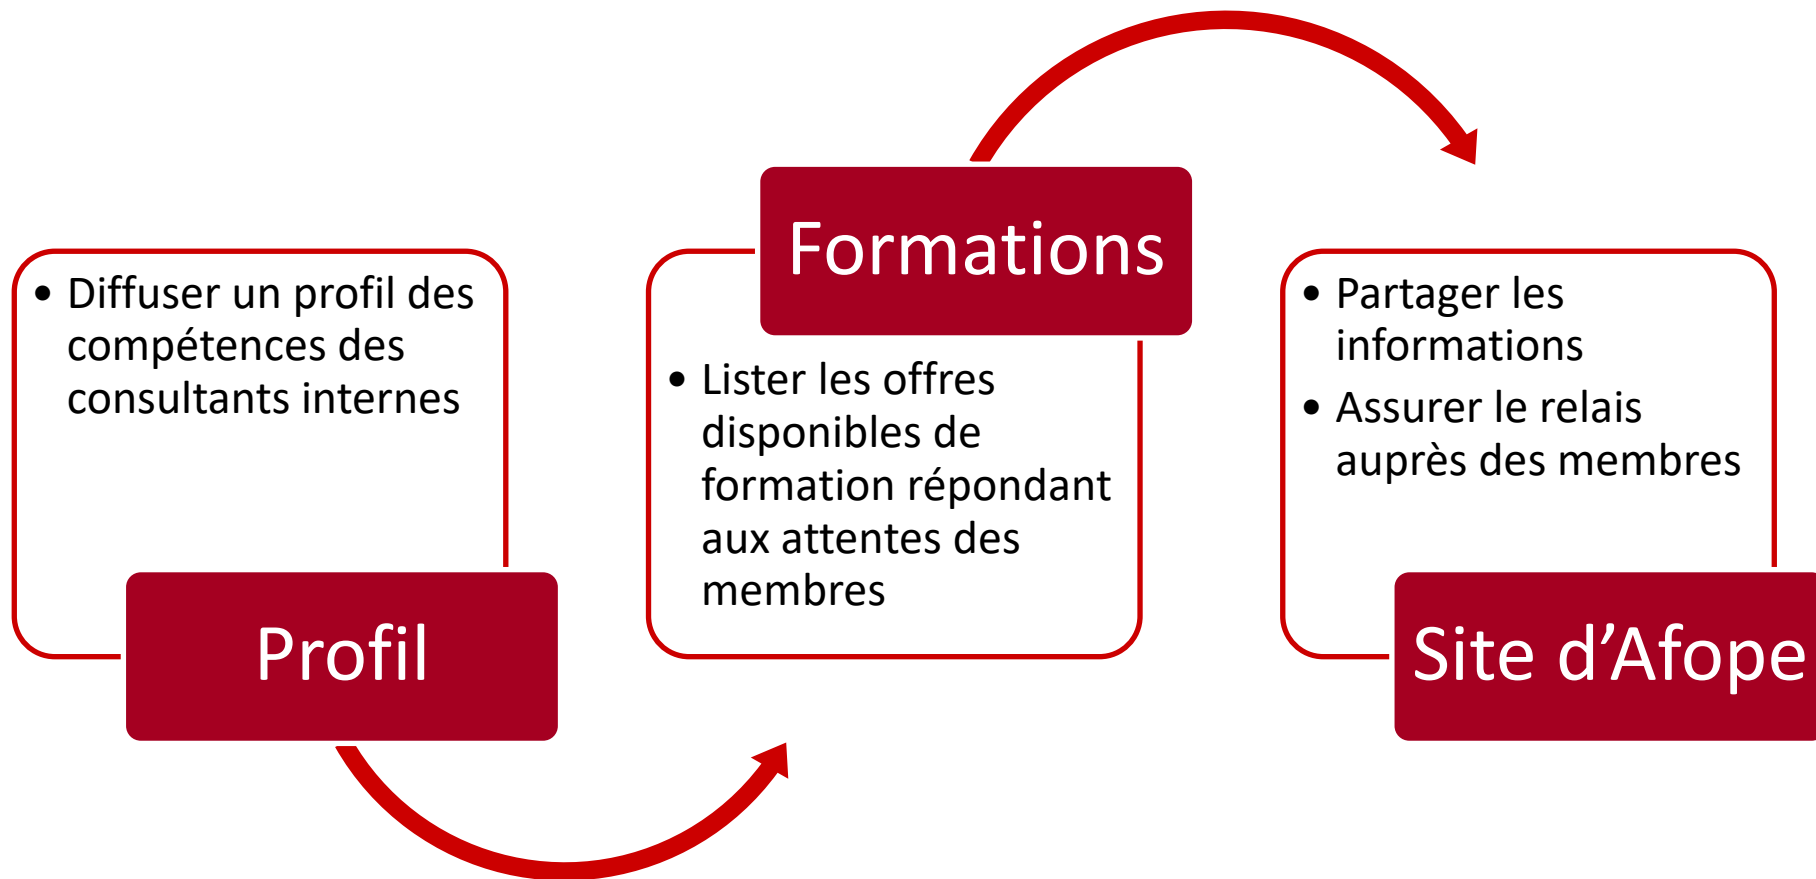 • Diffuser un profil des
compétences des
consultants internes
Profil
Formations
• Lister les offres
disponibles de
formation répondant
aux attentes des
membres
• Partager les
informations
• Assurer le relais
auprès des membres
Site d’Afope